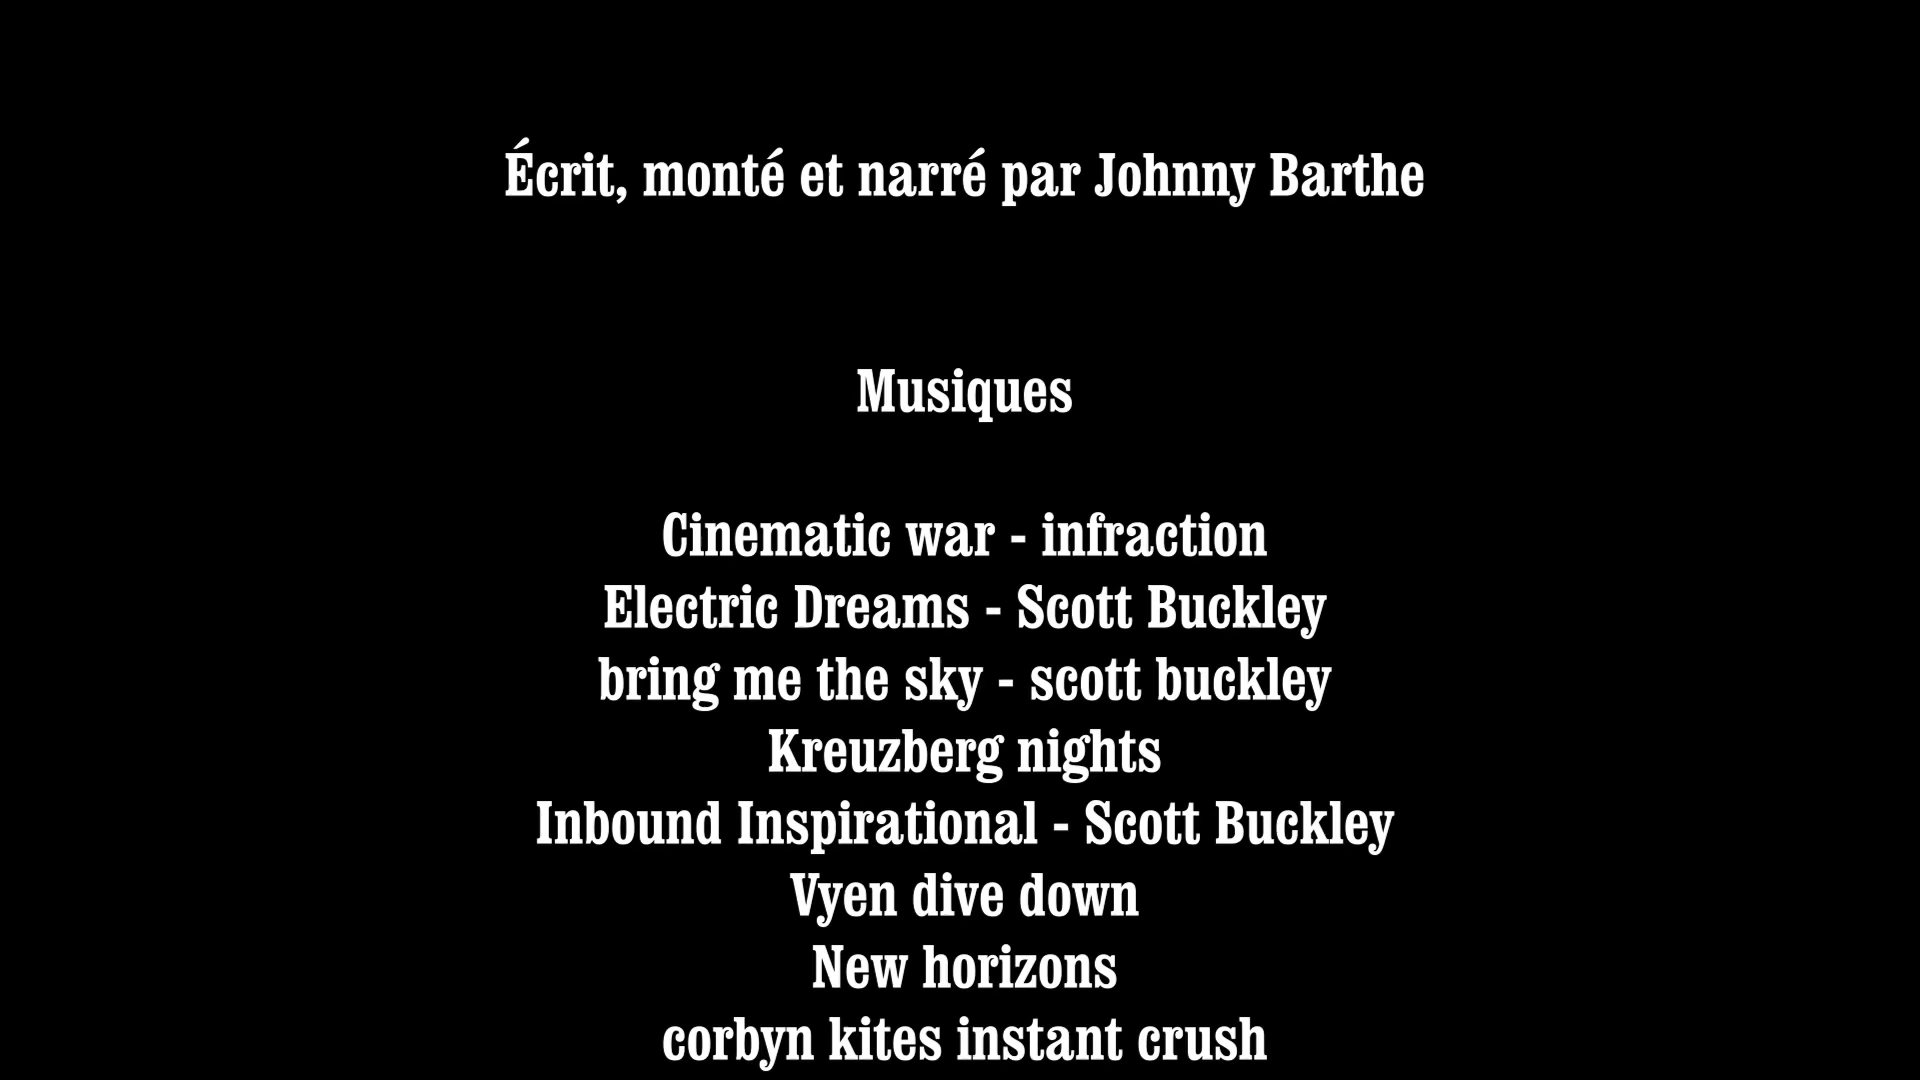 Écrit, monté et narré par Johnny Barthe
Musiques
Cinematic war - infraction
Electric Dreams - Scott Buckley
bring me the sky - scott buckley
Kreuzberg nights
Inbound Inspirational - Scott Buckley
Vyen dive down
New horizons
corbyn kites instant crush